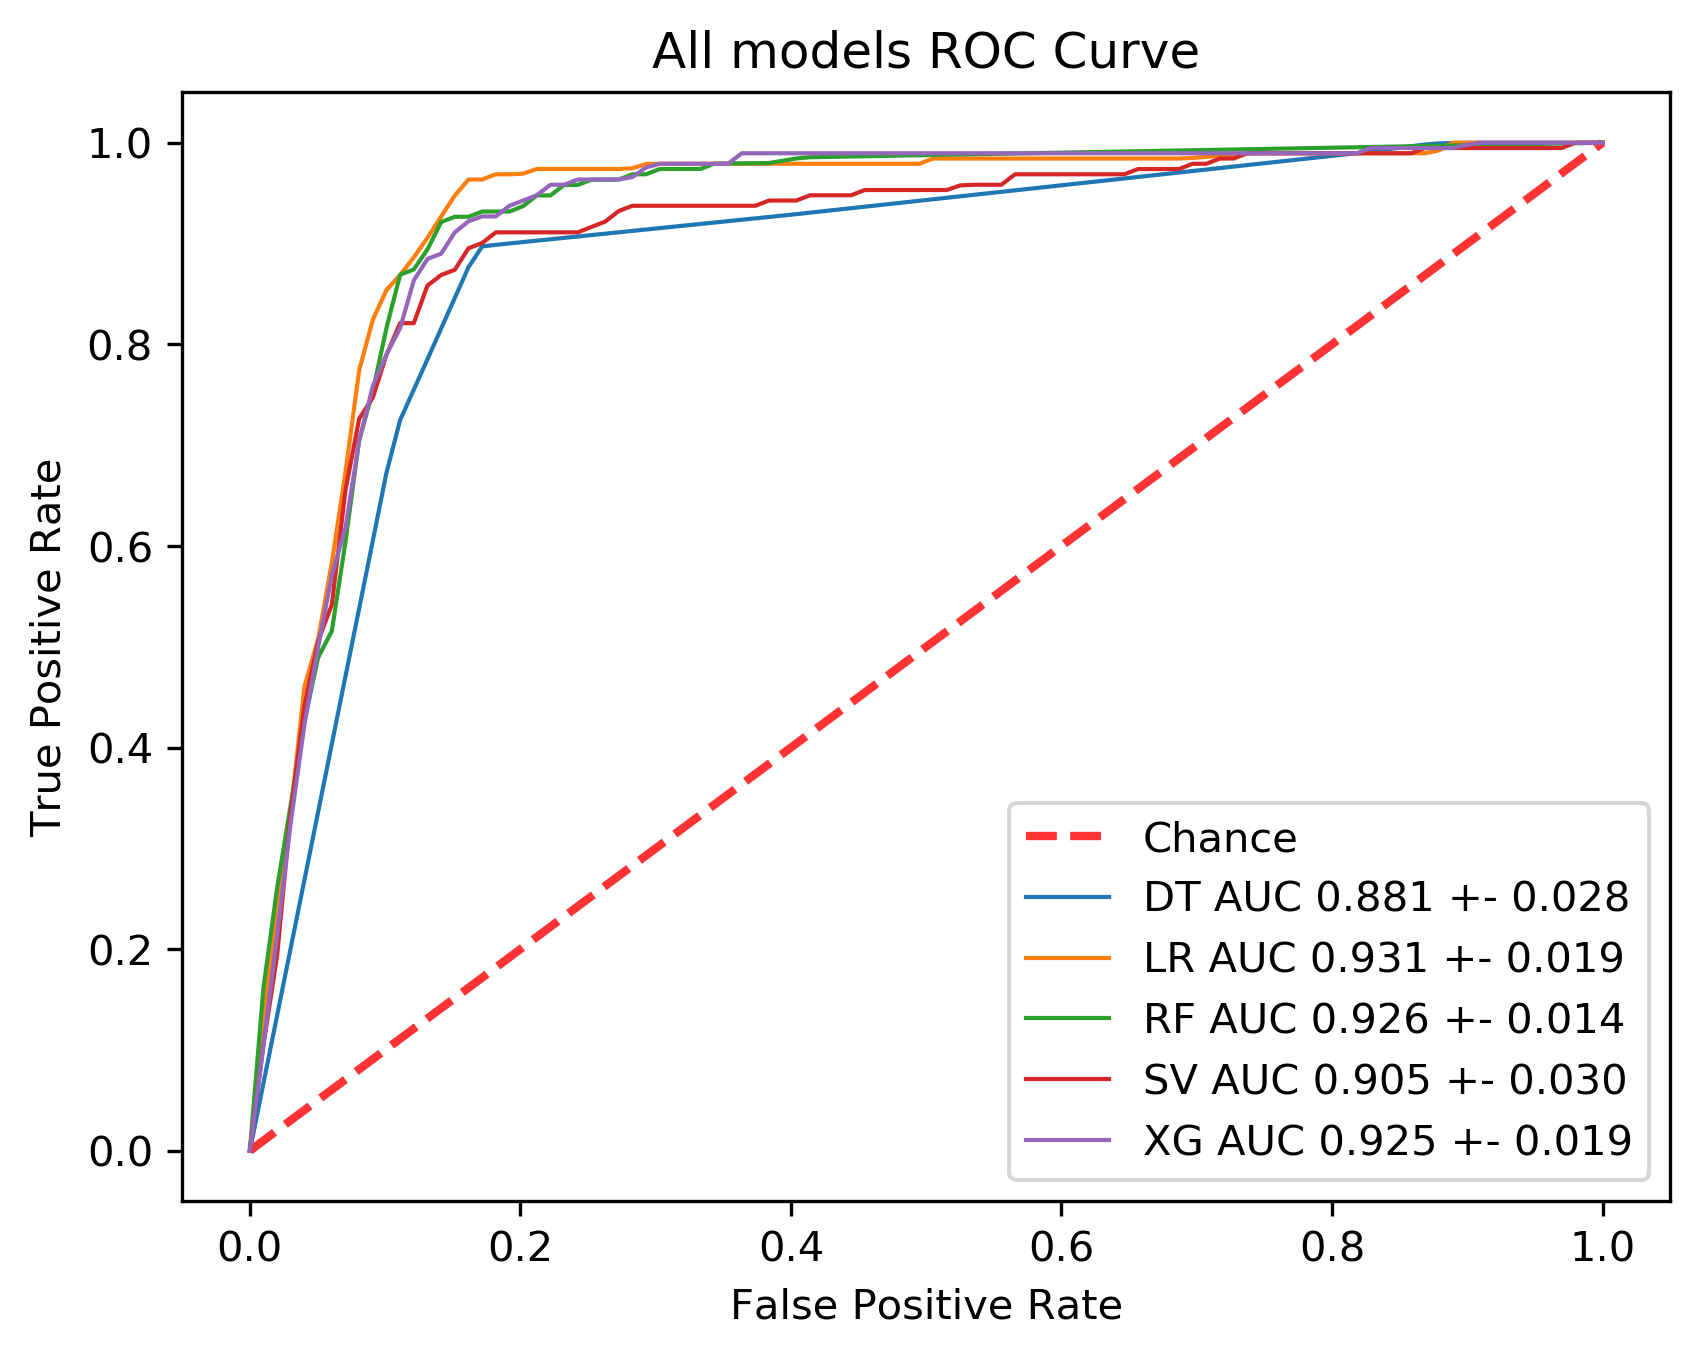 All models ROC Curve
True Positive Rate
1.0
0.8
0.6
0.4
0.2
0.0
0.0 0.2 0.4 0.6 0.8 1.0
False Positive Rate
Chance
DT AUC 0.881 +- 0.028
LR AUC 0.931 +- 0.019
RF AUC 0.926 +- 0.014
SV AUC 0.905 +- 0.030
XG AUC 0.925 +- 0.019